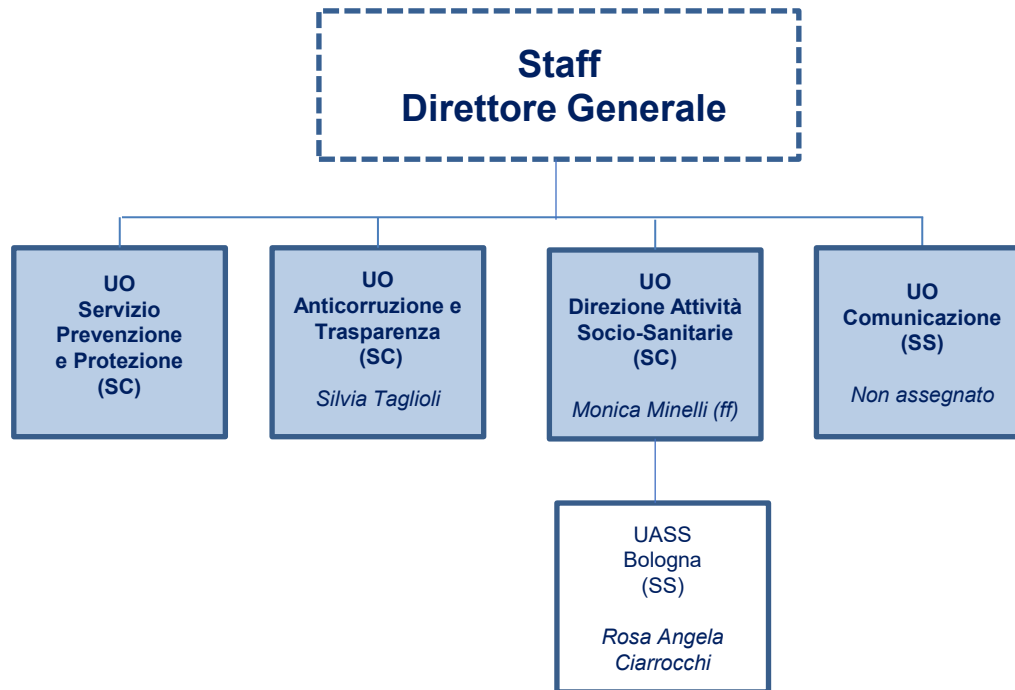 Staff
Direttore Generale
UO
Servizio
Prevenzione
e Protezione
(SC)
UO
Anticorruzione e
Trasparenza
(SC)
Silvia Taglioli
UO
Direzione Attività
Socio-Sanitarie
(SC)
Monica Minelli (ff)
UO
Comunicazione
(SS)
Non assegnato
UASS
Bologna
(SS)
Rosa Angela
Ciarrocchi